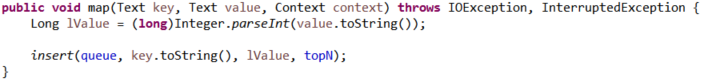 public void map(Text key, Text value, Context context) throws IOException, InterruptedException {
    Long lValue = (long)Integer.parseInt(value.toString());

    insert(queue, key.toString(), lValue, topN);
}